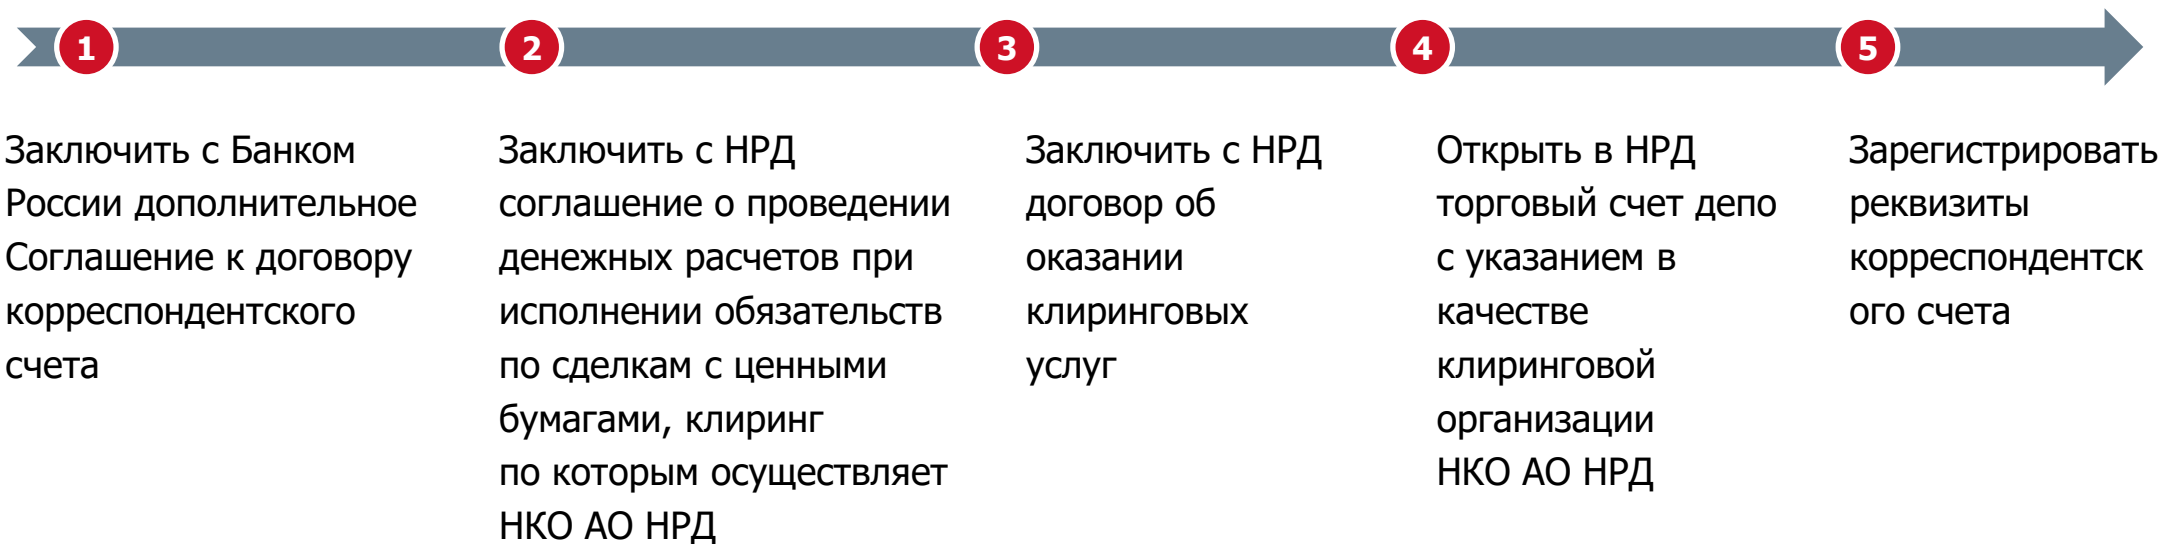 1
2
3
4
5
Заключить с Банком
России дополнительное
Соглашение к договору
корреспондентского
счета
Заключить с НРД
соглашение о проведении
денежных расчетов при
исполнении обязательств
по сделкам с ценными
бумагами, клиринг
по которым осуществляет
НКО АО НРД
Заключить с НРД
договор об
оказании
клиринговых
услуг
Открыть в НРД
торговый счет депо
с указанием в
качестве
клиринговой
организации
НКО АО НРД
Зарегистрировать
реквизиты
корреспондентск
ого счета